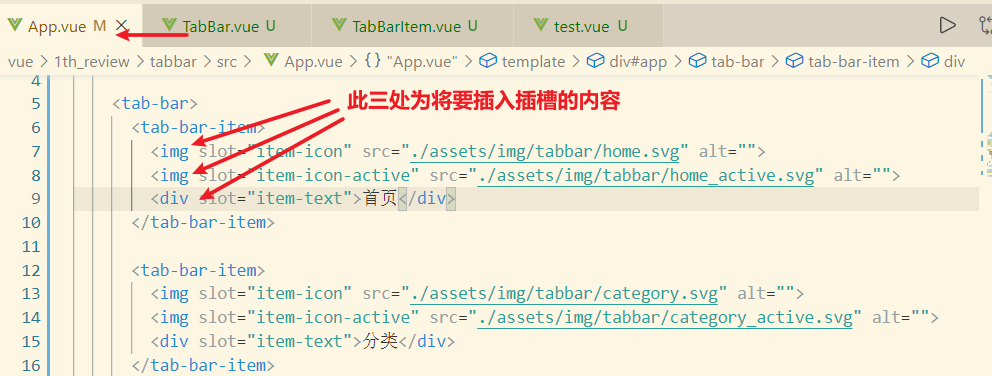 App.vue M TabBar.vue U TabBarItem.vue U test.vue U
vue > 1th_review > tabbar > src > App.vue > {} "App.vue" > template > div#app > tab-bar > tab-bar-item > div
4
5 <tab-bar> 此三处为将要插入插槽的内容
6 <tab-bar-item>
7 <img slot="item-icon" src="./assets/img/tabbar/home.svg" alt="">
8 <img slot="item-icon-active" src="./assets/img/tabbar/home_active.svg" alt="">
9 <div slot="item-text">首页</div>
10 </tab-bar-item>
11
12 <tab-bar-item>
13 <img slot="item-icon" src="./assets/img/tabbar/category.svg" alt="">
14 <img slot="item-icon-active" src="./assets/img/tabbar/category_active.svg" alt="">
15 <div slot="item-text">分类</div>
16 </tab-bar-item>